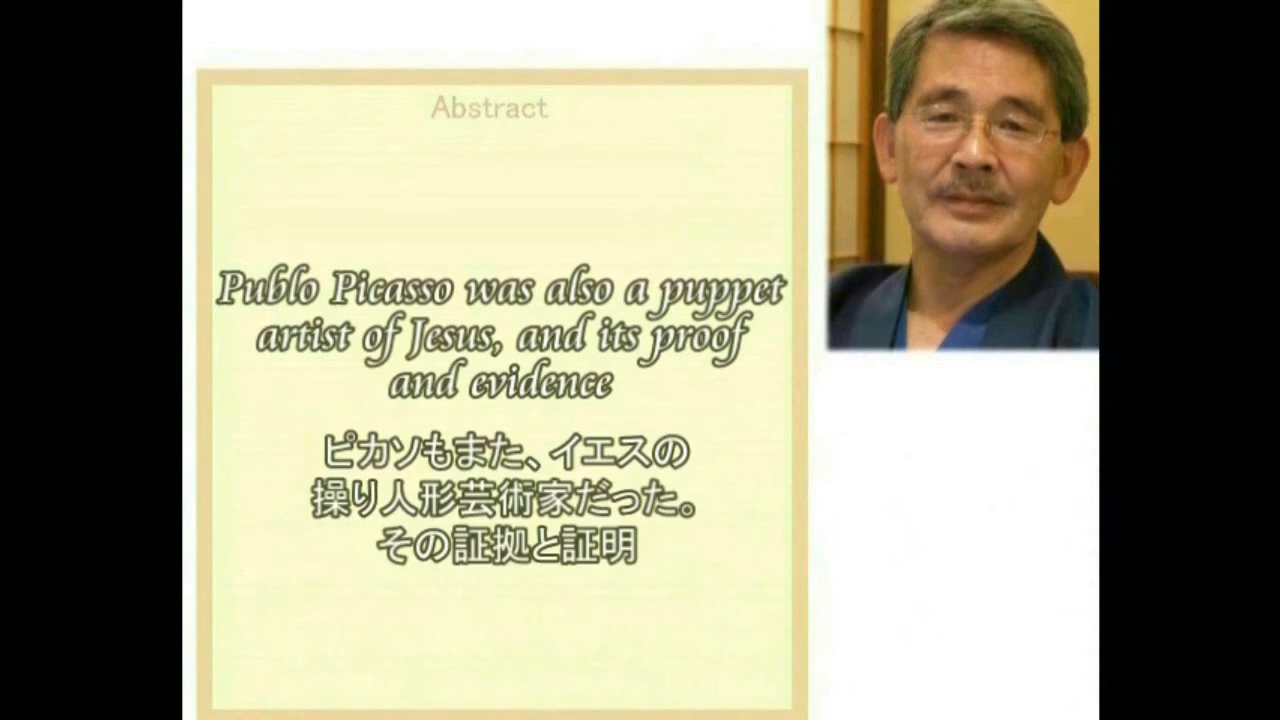 Abstract
Publo Picasso was also a puppet
artist of Jesus, and its proof
and evidence
ピカソもまた、イエスの
操り人形芸術家だった。
その証拠と証明